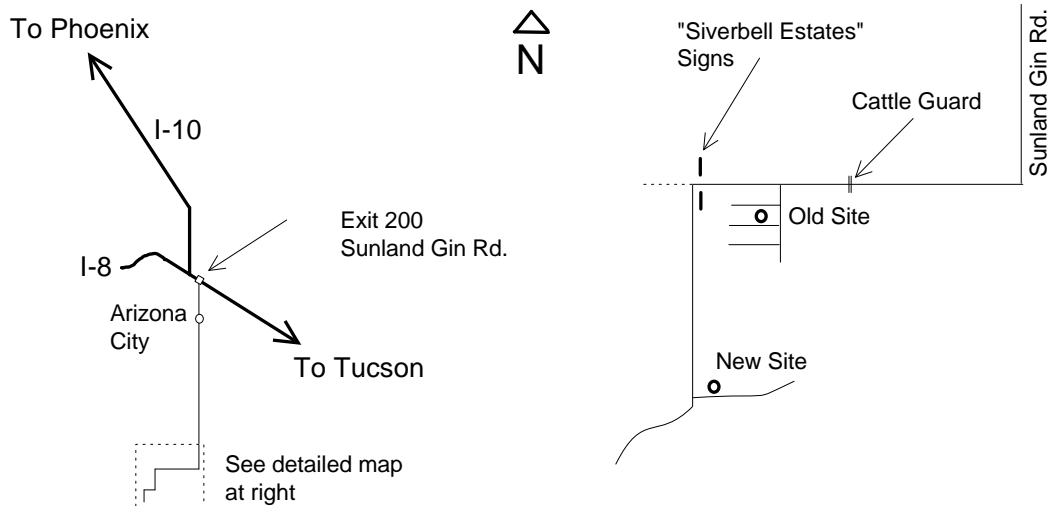 To Phoenix
I-10
I-8
Exit 200
Sunland Gin Rd.
Arizona
City
To Tucson
See detailed map
at right
N
"Siverbell Estates"
Signs
Cattle Guard
Sunland Gin Rd.
Old Site
New Site